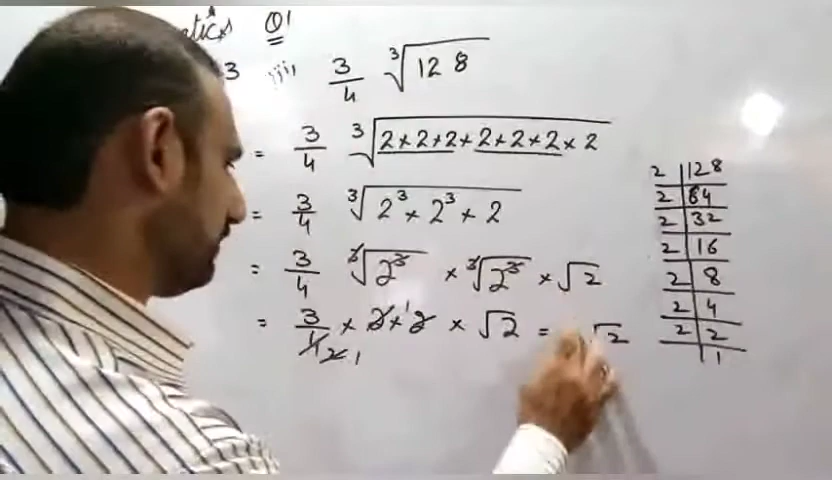 Q1
3 iii, 3/4 ∛128
= 3/4 ∛2×2×2×2×2×2×2
= 3/4 ∛2³×2³×2
= 3/4 ∛2³ × ∛2³ × √2
= 3/4 × 2×2 × √2 = √2
2 | 128
2 | 64
2 | 32
2 | 16
2 | 8
2 | 4
2 | 2
1